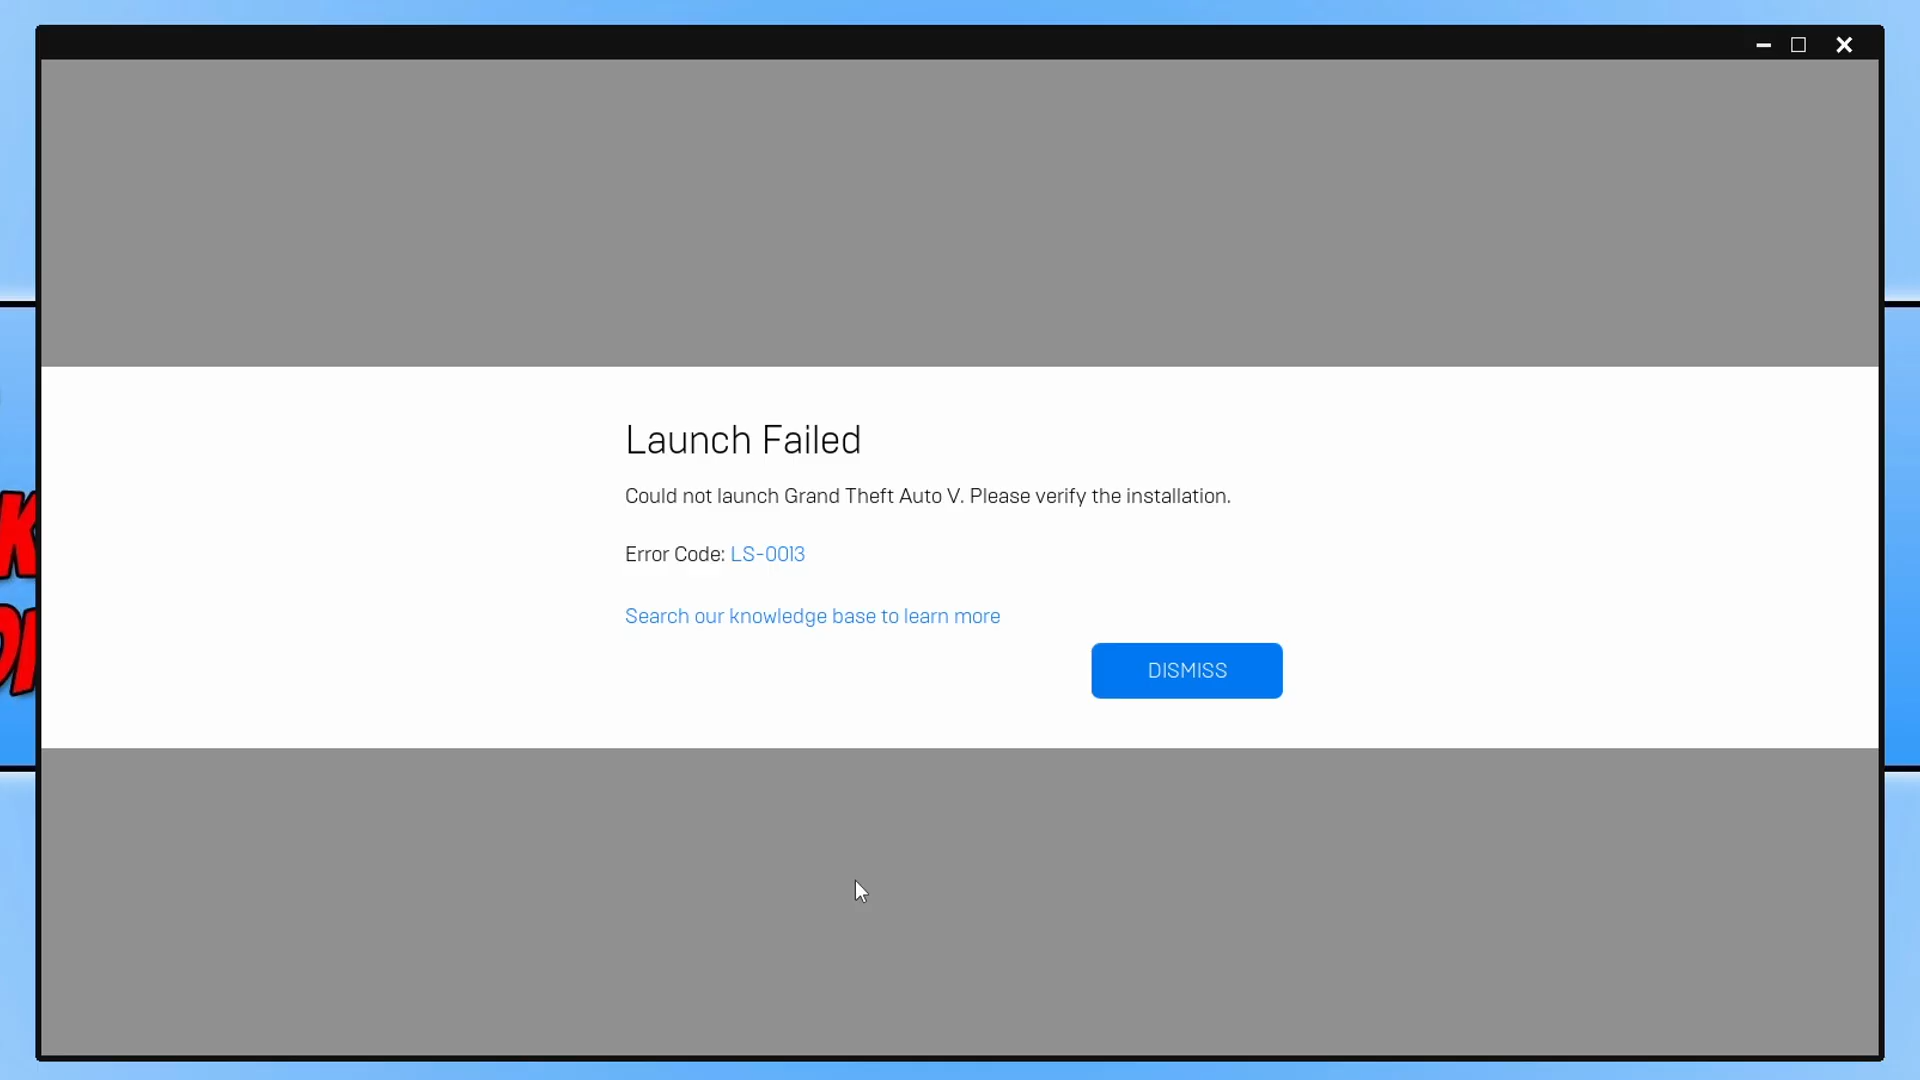 Launch Failed
Could not launch Grand Theft Auto V. Please verify the installation.
Error Code: LS-0013
Search our knowledge base to learn more
DISMISS